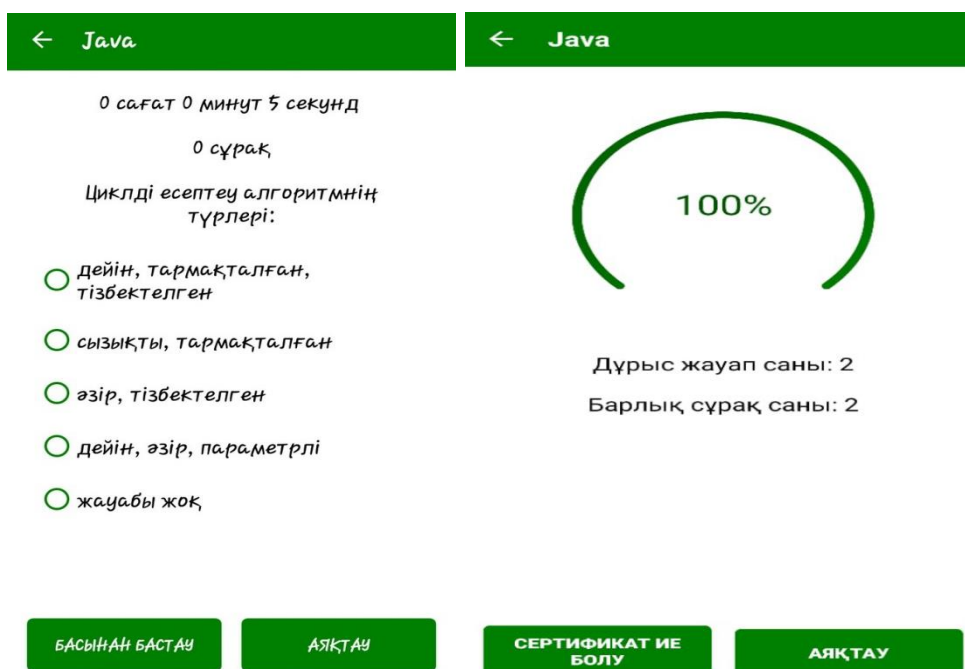 Java
0 сағат 0 минут 5 секунд
0 сұрақ
Циклді есептеу алгоритмнің
түрлері:
дейін, тармақталған,
тізбектелген
сызықты, тармақталған
әзір, тізбектелген
дейін, әзір, параметрлі
жауабы жоқ
БАСЫНАН БАСТАУ
АЯҚТАУ
Java
100%
Дұрыс жауап саны: 2
Барлық сұрақ саны: 2
СЕРТИФИКАТ ИЕ
БОЛУ
АЯҚТАУ